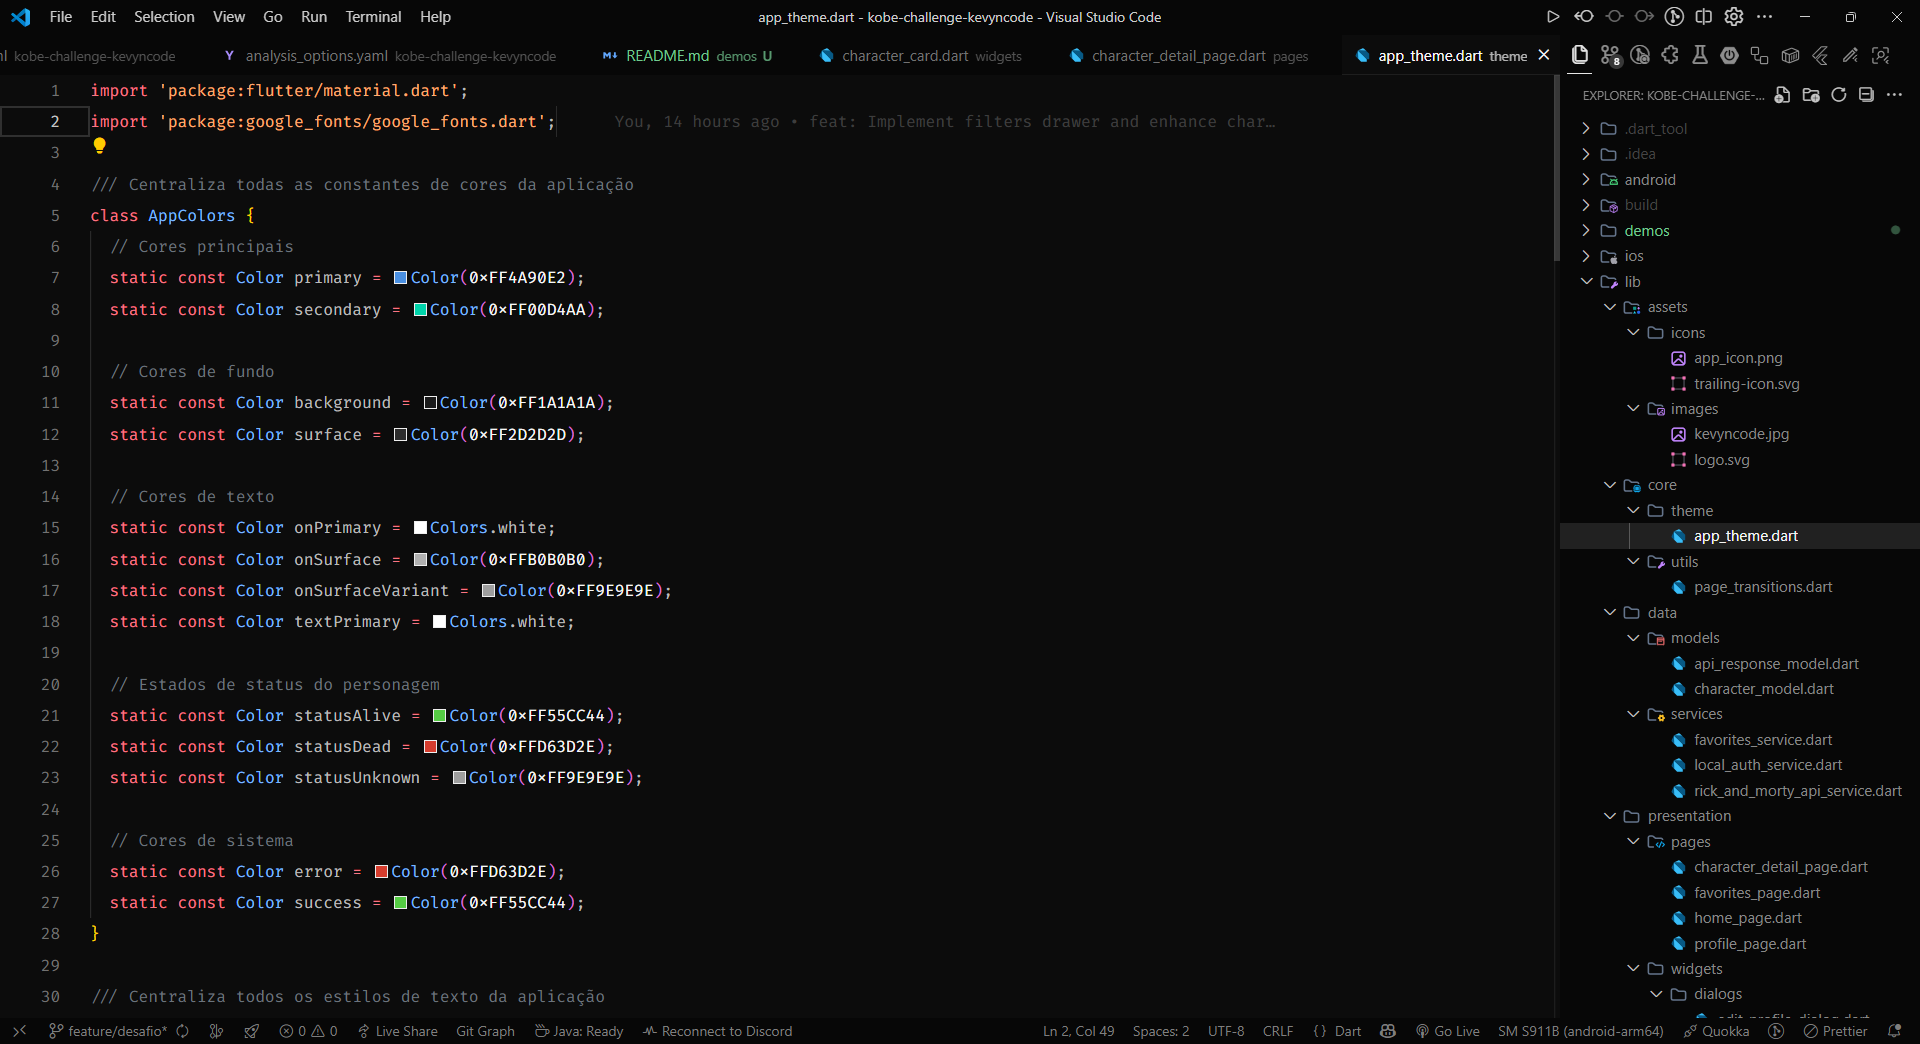 File Edit Selection View Go Run Terminal Help
app_theme.dart - kobe-challenge-kevyncode - Visual Studio Code
kobe-challenge-kevyncode
analysis_options.yaml kobe-challenge-kevyncode
README.md demos U
character_card.dart widgets
character_detail_page.dart pages
app_theme.dart theme
8
1 import 'package:flutter/material.dart';
2 import 'package:google_fonts/google_fonts.dart'; You, 14 hours ago • feat: Implement filters drawer and enhance char…
3
4 /// Centraliza todas as constantes de cores da aplicação
5 class AppColors {
6 // Cores principais
7 static const Color primary = Color(0xFF4A90E2);
8 static const Color secondary = Color(0xFF00D4AA);
9
10 // Cores de fundo
11 static const Color background = Color(0xFF1A1A1A);
12 static const Color surface = Color(0xFF2D2D2D);
13
14 // Cores de texto
15 static const Color onPrimary = Colors.white;
16 static const Color onSurface = Color(0xFFB0B0B0);
17 static const Color onSurfaceVariant = Color(0xFF9E9E9E);
18 static const Color textPrimary = Colors.white;
19
20 // Estados de status do personagem
21 static const Color statusAlive = Color(0xFF55CC44);
22 static const Color statusDead = Color(0xFFD63D2E);
23 static const Color statusUnknown = Color(0xFF9E9E9E);
24
25 // Cores de sistema
26 static const Color error = Color(0xFFD63D2E);
27 static const Color success = Color(0xFF55CC44);
28 }
29
30 /// Centraliza todos os estilos de texto da aplicação
EXPLORER: KOBE-CHALLENGE-...
.dart_tool
.idea
android
build
demos
ios
lib
assets
icons
app_icon.png
trailing-icon.svg
images
kevyncode.jpg
logo.svg
core
theme
app_theme.dart
utils
page_transitions.dart
data
models
api_response_model.dart
character_model.dart
services
favorites_service.dart
local_auth_service.dart
rick_and_morty_api_service.dart
presentation
pages
character_detail_page.dart
favorites_page.dart
home_page.dart
profile_page.dart
widgets
dialogs
edit_profile_dialog.dart
feature/desafio* 0 0 Live Share Git Graph Java: Ready Reconnect to Discord
Ln 2, Col 49 Spaces: 2 UTF-8 CRLF {} Dart Go Live SM S911B (android-arm64) Quokka Prettier